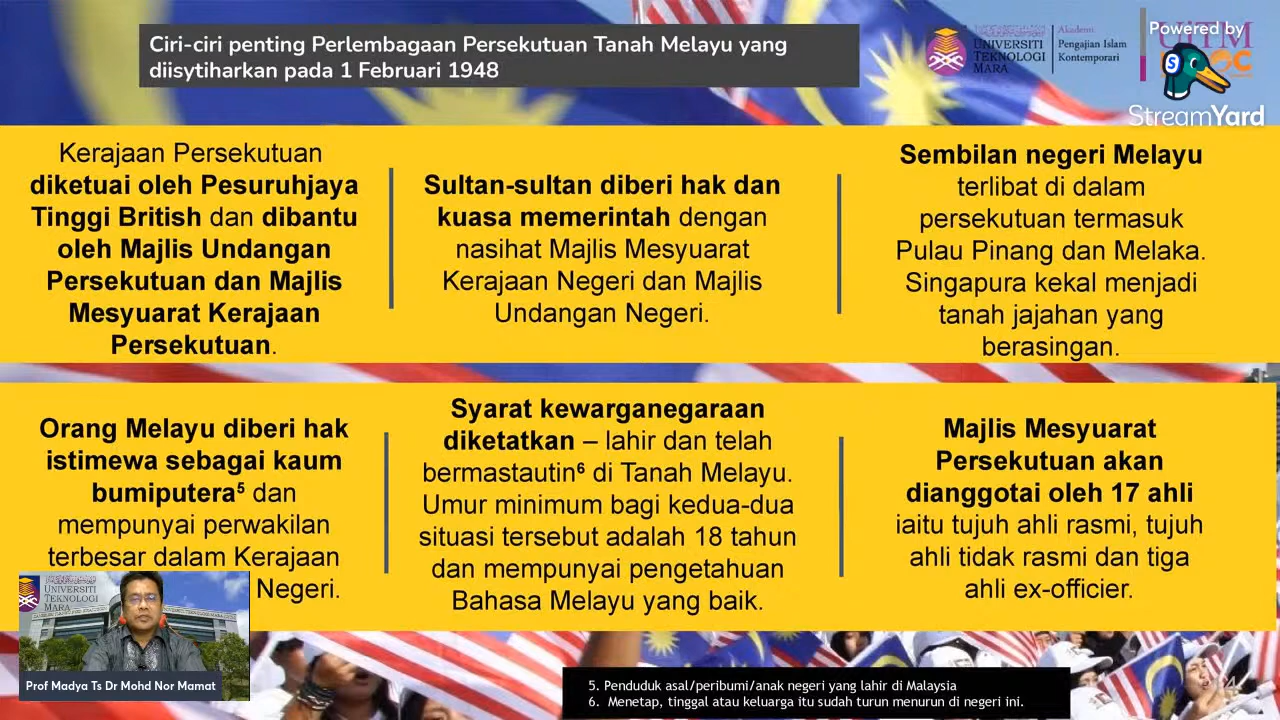 Ciri-ciri penting Perlembagaan Persekutuan Tanah Melayu yang
diisytiharkan pada 1 Februari 1948
UNIVERSITI
TEKNOLOGI
MARA
Akademi
Pengajian Islam
Kontemporari
UiTM
Powered by
StreamYard
Kerajaan Persekutuan
diketuai oleh Pesuruhjaya
Tinggi British dan dibantu
oleh Majlis Undangan
Persekutuan dan Majlis
Mesyuarat Kerajaan
Persekutuan.
Sultan-sultan diberi hak dan
kuasa memerintah dengan
nasihat Majlis Mesyuarat
Kerajaan Negeri dan Majlis
Undangan Negeri.
Sembilan negeri Melayu
terlibat di dalam
persekutuan termasuk
Pulau Pinang dan Melaka.
Singapura kekal menjadi
tanah jajahan yang
berasingan.
Orang Melayu diberi hak
istimewa sebagai kaum
bumiputera⁵ dan
mempunyai perwakilan
terbesar dalam Kerajaan
Negeri.
Syarat kewarganegaraan
diketatkan – lahir dan telah
bermastautin⁶ di Tanah Melayu.
Umur minimum bagi kedua-dua
situasi tersebut adalah 18 tahun
dan mempunyai pengetahuan
Bahasa Melayu yang baik.
Majlis Mesyuarat
Persekutuan akan
dianggotai oleh 17 ahli
iaitu tujuh ahli rasmi, tujuh
ahli tidak rasmi dan tiga
ahli ex-officier.
UNIVERSITI
TEKNOLOGI
MARA
Prof Madya Ts Dr Mohd Nor Mamat
5. Penduduk asal/peribumi/anak negeri yang lahir di Malaysia
6. Menetap, tinggal atau keluarga itu sudah turun menurun di negeri ini.